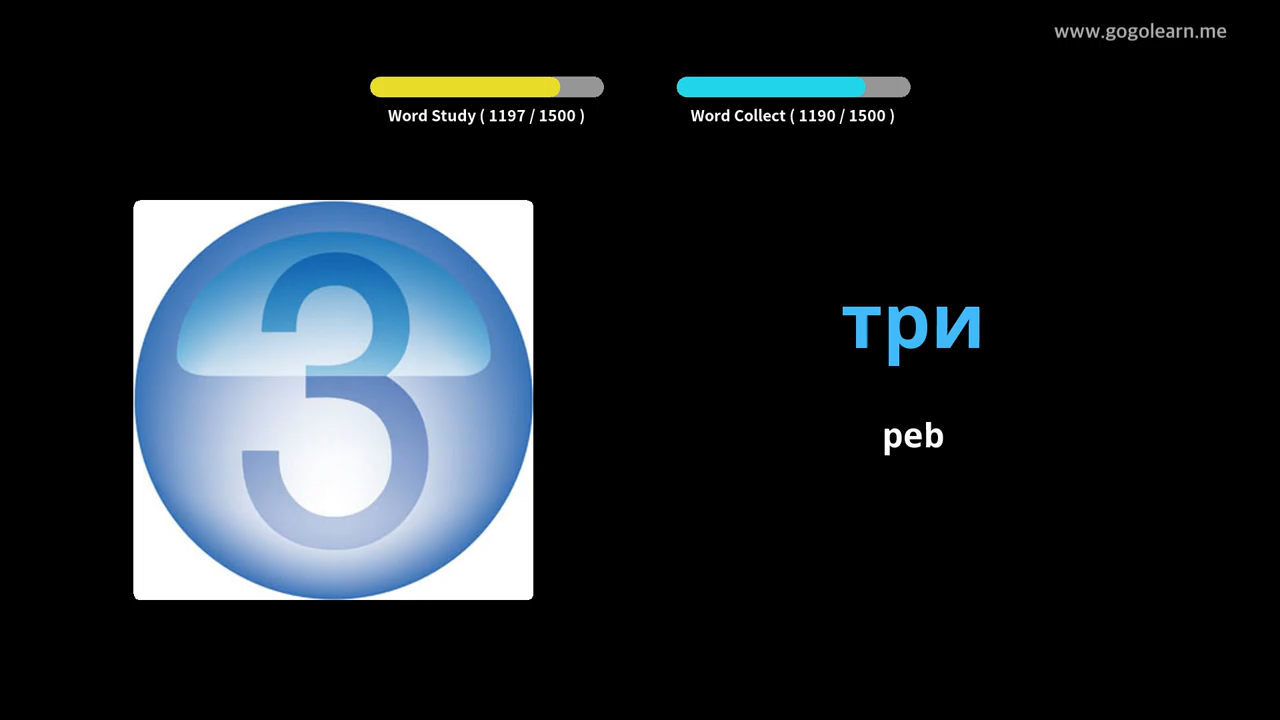 www.gogolearn.me
Word Study ( 1197 / 1500 )
Word Collect ( 1190 / 1500 )
3
три
peb